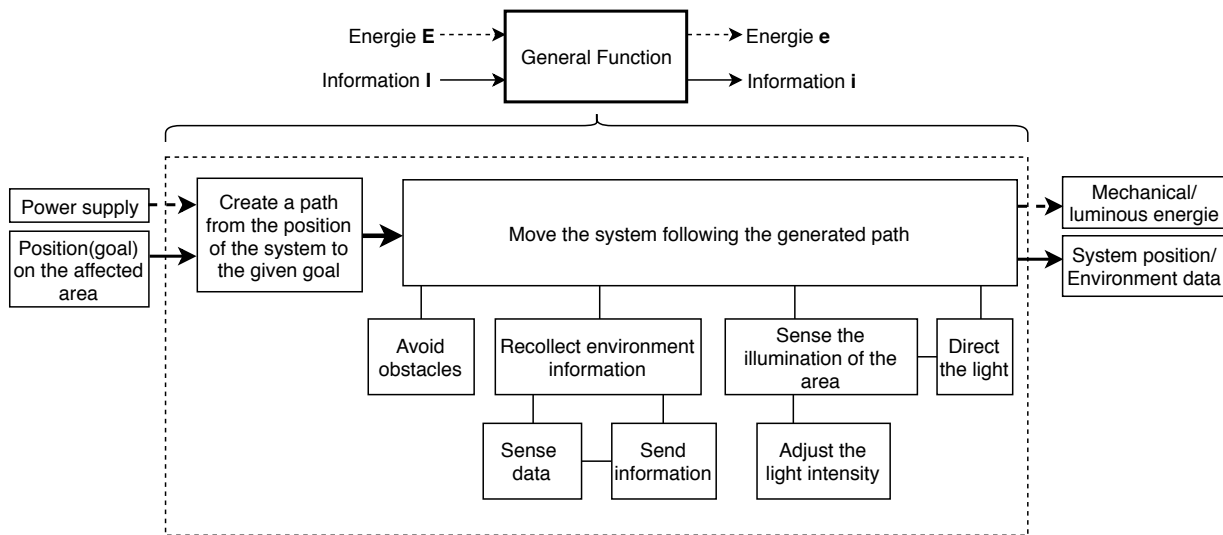 Energie E
Information I
General Function
Energie e
Information i
Power supply
Position(goal)
on the affected
area
Create a path
from the position
of the system to
the given goal
Move the system following the generated path
Mechanical/
luminous energie
System position/
Environment data
Avoid
obstacles
Recollect environment
information
Sense the
illumination of the
area
Direct
the light
Sense
data
Send
information
Adjust the
light intensity